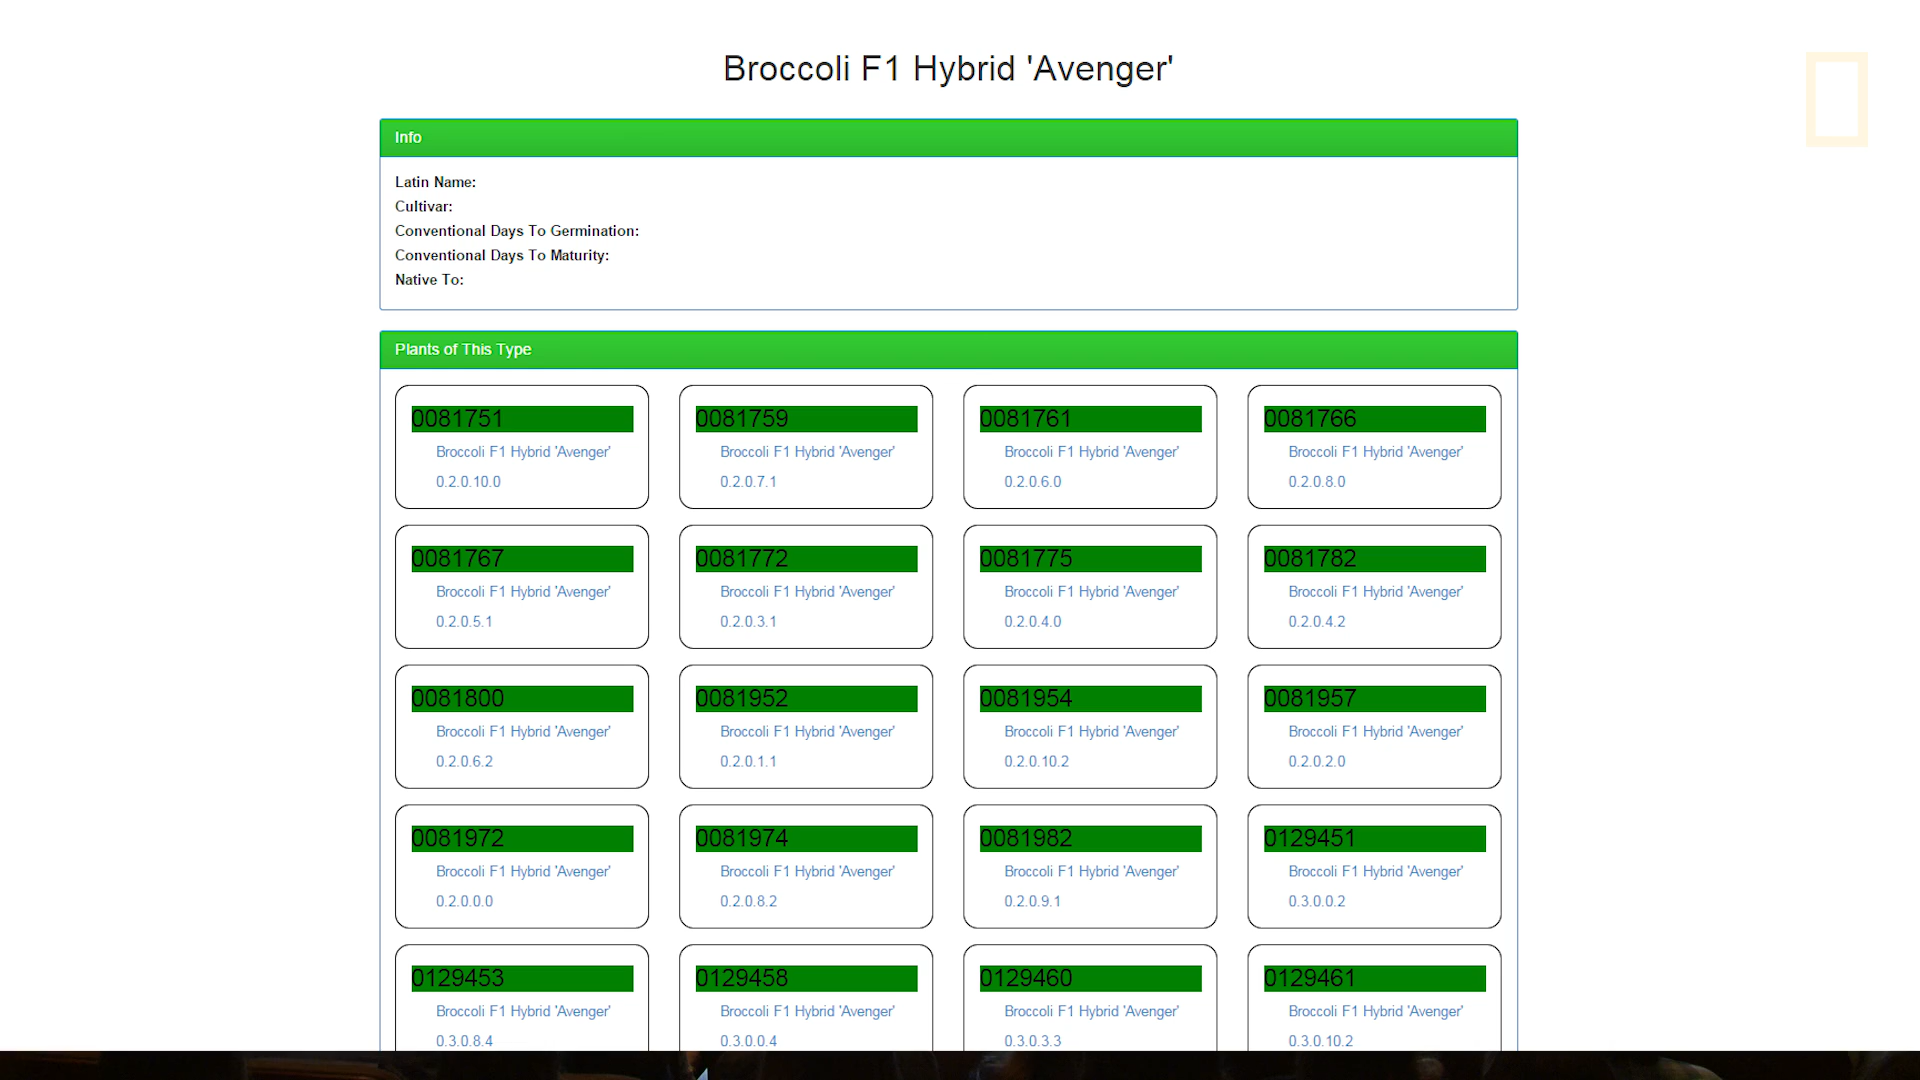 Broccoli F1 Hybrid 'Avenger'
Info
Latin Name:
Cultivar:
Conventional Days To Germination:
Conventional Days To Maturity:
Native To:
Plants of This Type
0081751
Broccoli F1 Hybrid 'Avenger'
0.2.0.10.0
0081759
Broccoli F1 Hybrid 'Avenger'
0.2.0.7.1
0081761
Broccoli F1 Hybrid 'Avenger'
0.2.0.6.0
0081766
Broccoli F1 Hybrid 'Avenger'
0.2.0.8.0
0081767
Broccoli F1 Hybrid 'Avenger'
0.2.0.5.1
0081772
Broccoli F1 Hybrid 'Avenger'
0.2.0.3.1
0081775
Broccoli F1 Hybrid 'Avenger'
0.2.0.4.0
0081782
Broccoli F1 Hybrid 'Avenger'
0.2.0.4.2
0081800
Broccoli F1 Hybrid 'Avenger'
0.2.0.6.2
0081952
Broccoli F1 Hybrid 'Avenger'
0.2.0.1.1
0081954
Broccoli F1 Hybrid 'Avenger'
0.2.0.10.2
0081957
Broccoli F1 Hybrid 'Avenger'
0.2.0.2.0
0081972
Broccoli F1 Hybrid 'Avenger'
0.2.0.0.0
0081974
Broccoli F1 Hybrid 'Avenger'
0.2.0.8.2
0081982
Broccoli F1 Hybrid 'Avenger'
0.2.0.9.1
0129451
Broccoli F1 Hybrid 'Avenger'
0.3.0.0.2
0129453
Broccoli F1 Hybrid 'Avenger'
0.3.0.8.4
0129458
Broccoli F1 Hybrid 'Avenger'
0.3.0.0.4
0129460
Broccoli F1 Hybrid 'Avenger'
0.3.0.3.3
0129461
Broccoli F1 Hybrid 'Avenger'
0.3.0.10.2